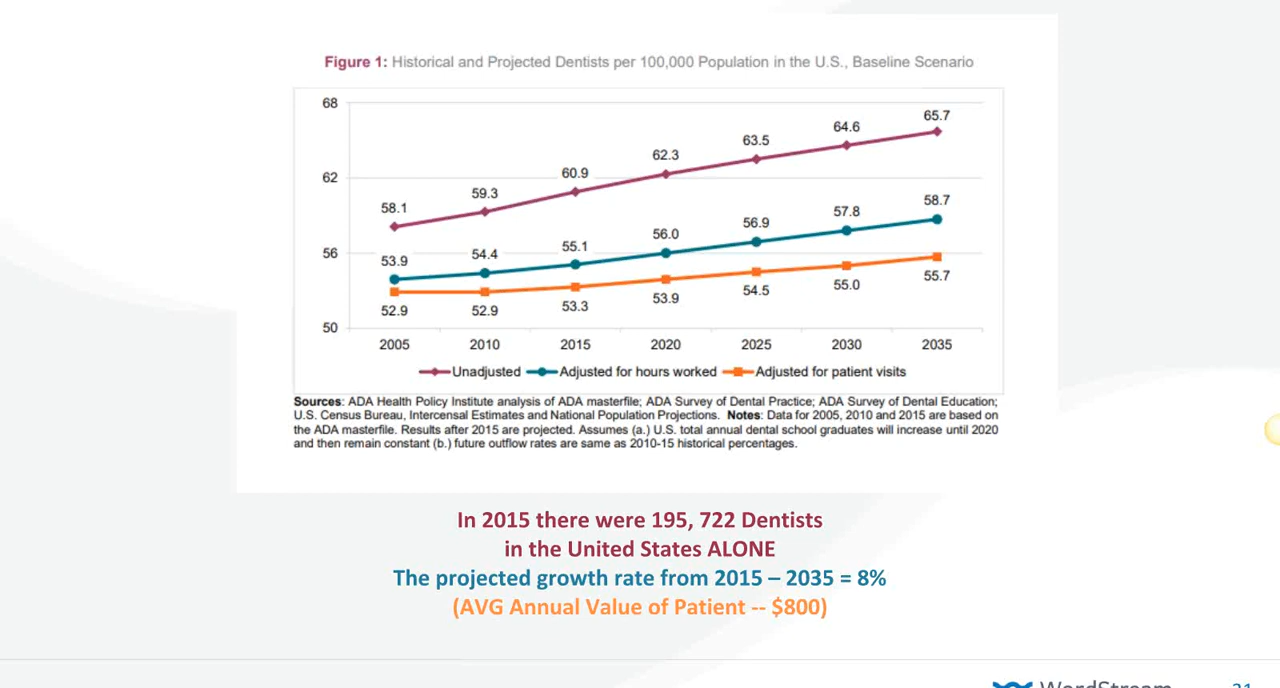 Figure 1: Historical and Projected Dentists per 100,000 Population in the U.S., Baseline Scenario
68
62
56
50
58.1
59.3
60.9
62.3
63.5
64.6
65.7
53.9
54.4
55.1
56.0
56.9
57.8
58.7
52.9
52.9
53.3
53.9
54.5
55.0
55.7
2005 2010 2015 2020 2025 2030 2035
Unadjusted Adjusted for hours worked Adjusted for patient visits
Sources: ADA Health Policy Institute analysis of ADA masterfile; ADA Survey of Dental Practice; ADA Survey of Dental Education;
U.S. Census Bureau, Intercensal Estimates and National Population Projections. Notes: Data for 2005, 2010 and 2015 are based on
the ADA masterfile. Results after 2015 are projected. Assumes (a.) U.S. total annual dental school graduates will increase until 2020
and then remain constant (b.) future outflow rates are same as 2010-15 historical percentages.
In 2015 there were 195, 722 Dentists
in the United States ALONE
The projected growth rate from 2015 – 2035 = 8%
(AVG Annual Value of Patient -- $800)
WordStream